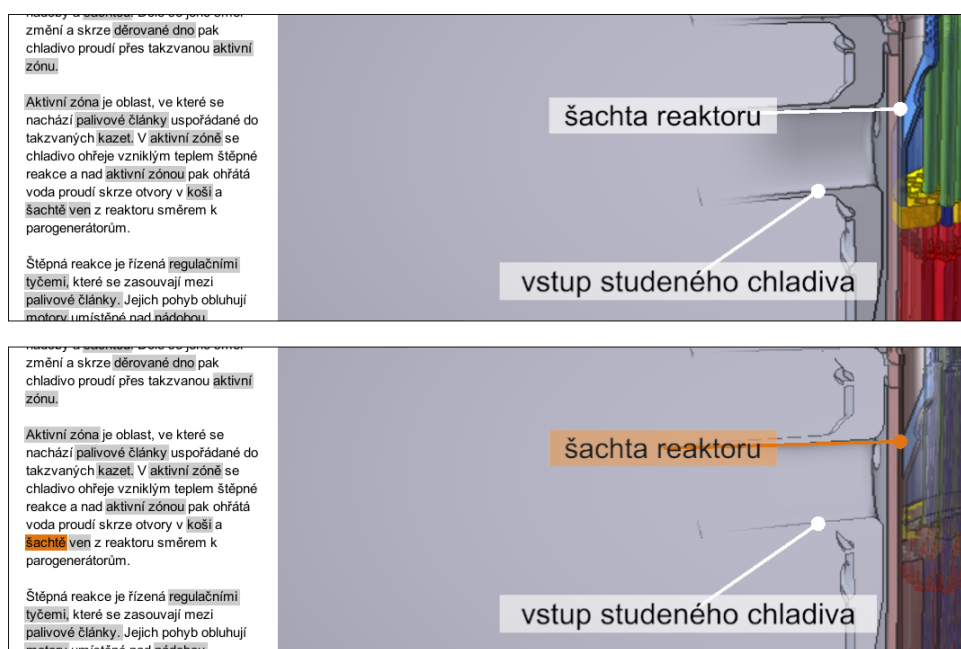 změní a skrze děrované dno pak
chladivo proudí přes takzvanou aktivní
zónu.
Aktivní zóna je oblast, ve které se
nachází palivové články uspořádané do
takzvaných kazet. V aktivní zóně se
chladivo ohřeje vzniklým teplem štěpné
reakce a nad aktivní zónou pak ohřátá
voda proudí skrze otvory v koši a
šachtě ven z reaktoru směrem k
parogenerátorům.
Štěpná reakce je řízená regulačními
tyčemi, které se zasouvají mezi
palivové články. Jejich pohyb obluhují
motory umístěné nad nádobou
šachta reaktoru
vstup studeného chladiva
změní a skrze děrované dno pak
chladivo proudí přes takzvanou aktivní
zónu.
Aktivní zóna je oblast, ve které se
nachází palivové články uspořádané do
takzvaných kazet. V aktivní zóně se
chladivo ohřeje vzniklým teplem štěpné
reakce a nad aktivní zónou pak ohřátá
voda proudí skrze otvory v koši a
šachtě ven z reaktoru směrem k
parogenerátorům.
Štěpná reakce je řízená regulačními
tyčemi, které se zasouvají mezi
palivové články. Jejich pohyb obluhují
šachta reaktoru
vstup studeného chladiva